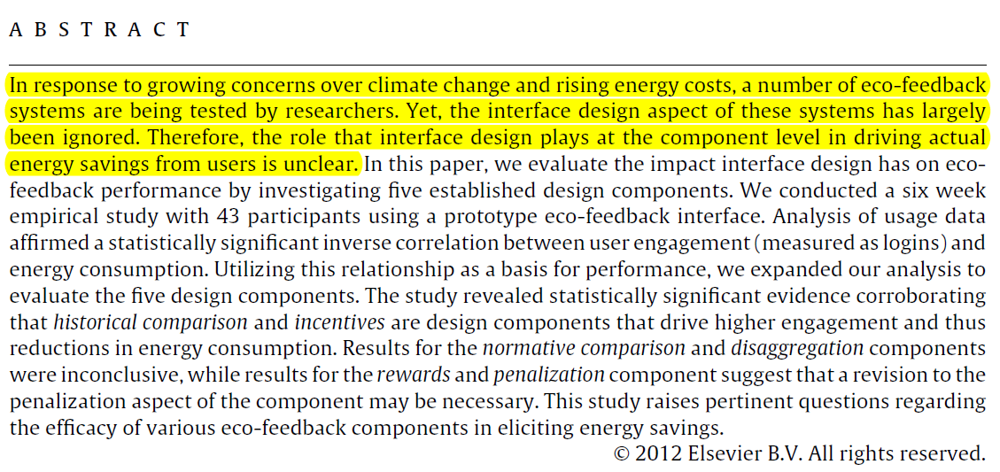 A B S T R A C T
In response to growing concerns over climate change and rising energy costs, a number of eco-feedback
systems are being tested by researchers. Yet, the interface design aspect of these systems has largely
been ignored. Therefore, the role that interface design plays at the component level in driving actual
energy savings from users is unclear. In this paper, we evaluate the impact interface design has on eco-
feedback performance by investigating five established design components. We conducted a six week
empirical study with 43 participants using a prototype eco-feedback interface. Analysis of usage data
affirmed a statistically significant inverse correlation between user engagement (measured as logins) and
energy consumption. Utilizing this relationship as a basis for performance, we expanded our analysis to
evaluate the five design components. The study revealed statistically significant evidence corroborating
that historical comparison and incentives are design components that drive higher engagement and thus
reductions in energy consumption. Results for the normative comparison and disaggregation components
were inconclusive, while results for the rewards and penalization component suggest that a revision to the
penalization aspect of the component may be necessary. This study raises pertinent questions regarding
the efficacy of various eco-feedback components in eliciting energy savings.
© 2012 Elsevier B.V. All rights reserved.